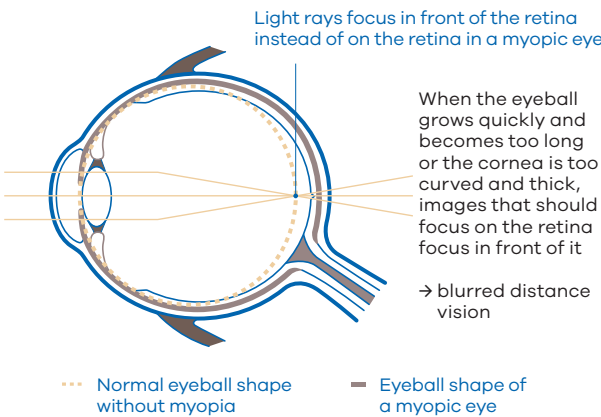 Light rays focus in front of the retina
instead of on the retina in a myopic eye
When the eyeball
grows quickly and
becomes too long
or the cornea is too
curved and thick,
images that should
focus on the retina
focus in front of it
→ blurred distance
vision
Normal eyeball shape
without myopia
Eyeball shape of
a myopic eye